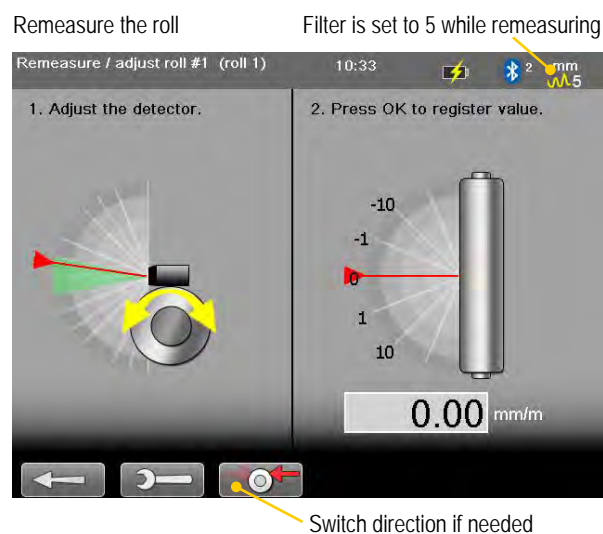 Remeasure the roll
Filter is set to 5 while remeasuring
Remeasure / adjust roll #1 (roll 1)
10:33
2
mm
5
1. Adjust the detector.
2. Press OK to register value.
-10
-1
0
1
10
0.00 mm/m
Switch direction if needed